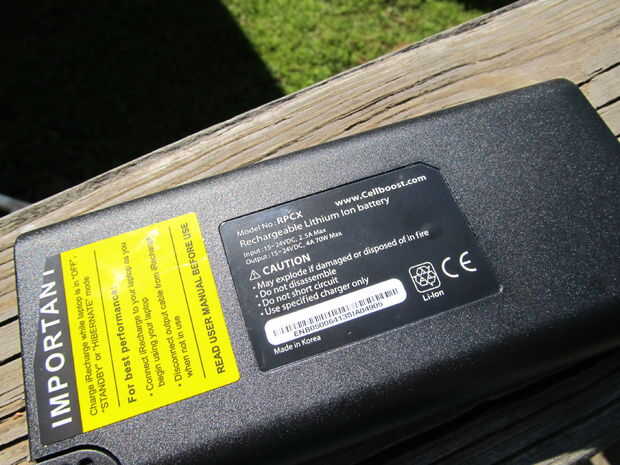 IMPORTANT
Charge iRecharge while laptop is in "OFF",
"STANDBY" or "HIBERNATE" mode
For best performance:
• Connect iRecharge to your laptop as you
begin using your laptop
• Disconnect output cable from iRecharge
when not in use
READ USER MANUAL BEFORE USE
Model No: RPCX
www.Cellboost.com
Rechargeable Lithium Ion battery
Input : 15~24VDC, 2.5A Max
Output : 15~24VDC, 4A 70W Max
CAUTION
• May explode if damaged or disposed of in fire
• Do not disassemble
• Do not short circuit
• Use specified charger only
Li-Ion
CE
Made in Korea